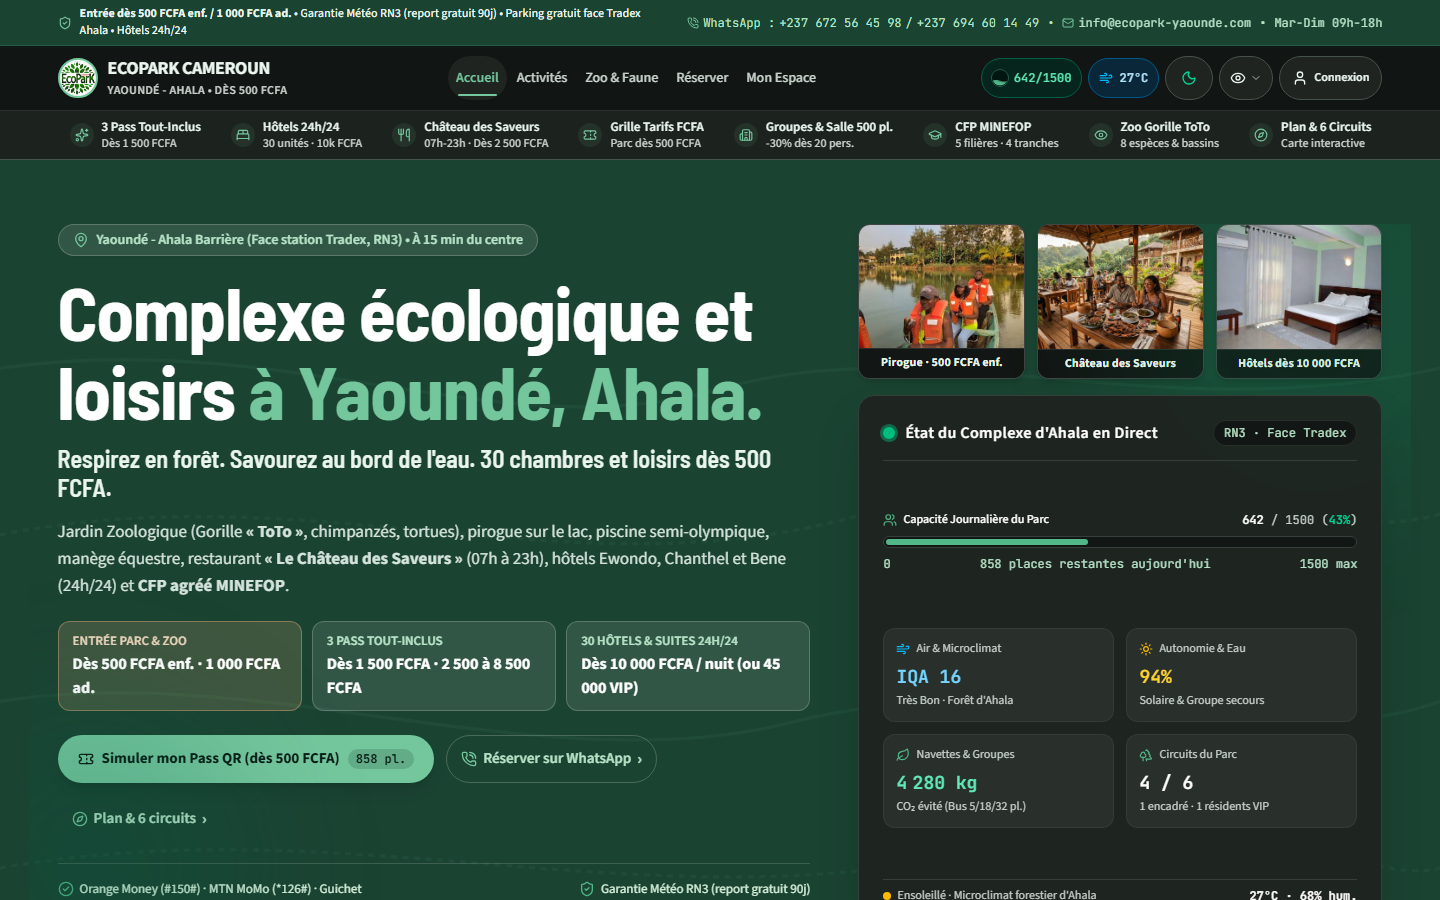 Entrée dès 500 FCFA enf. / 1 000 FCFA ad. • Garantie Météo RN3 (report gratuit 90j) • Parking gratuit face Tradex
Ahala • Hôtels 24h/24
WhatsApp : +237 672 56 45 98 / +237 694 60 14 49 • info@ecopark-yaounde.com • Mar-Dim 09h-18h
EcoParK
ECOPARK CAMEROUN
YAOUNDÉ - AHALA • DÈS 500 FCFA
Accueil
Activités
Zoo & Faune
Réserver
Mon Espace
642/1500
27°C
Connexion
3 Pass Tout-Inclus
Dès 1 500 FCFA
Hôtels 24h/24
30 unités · 10k FCFA
Château des Saveurs
07h-23h · Dès 2 500 FCFA
Grille Tarifs FCFA
Parc dès 500 FCFA
Groupes & Salle 500 pl.
-30% dès 20 pers.
CFP MINEFOP
5 filières · 4 tranches
Zoo Gorille ToTo
8 espèces & bassins
Plan & 6 Circuits
Carte interactive
Yaoundé - Ahala Barrière (Face station Tradex, RN3) • À 15 min du centre
Complexe écologique et
loisirs à Yaoundé, Ahala.
Respirez en forêt. Savourez au bord de l'eau. 30 chambres et loisirs dès 500
FCFA.
Jardin Zoologique (Gorille « ToTo », chimpanzés, tortues), pirogue sur le lac, piscine semi-olympique,
manège équestre, restaurant « Le Château des Saveurs » (07h à 23h), hôtels Ewondo, Chanthel et Bene
(24h/24) et CFP agréé MINEFOP.
ENTRÉE PARC & ZOO
Dès 500 FCFA enf. · 1 000 FCFA
ad.
3 PASS TOUT-INCLUS
Dès 1 500 FCFA · 2 500 à 8 500
FCFA
30 HÔTELS & SUITES 24H/24
Dès 10 000 FCFA / nuit (ou 45
000 VIP)
Simuler mon Pass QR (dès 500 FCFA) 858 pl.
Réserver sur WhatsApp ›
Plan & 6 circuits ›
Orange Money (#150#) · MTN MoMo (*126#) · Guichet
Garantie Météo RN3 (report gratuit 90j)
Pirogue · 500 FCFA enf.
Château des Saveurs
Hôtels dès 10 000 FCFA
État du Complexe d'Ahala en Direct
RN3 · Face Tradex
Capacité Journalière du Parc
642 / 1500 (43%)
0
858 places restantes aujourd'hui
1500 max
Air & Microclimat
IQA 16
Très Bon · Forêt d'Ahala
Autonomie & Eau
94%
Solaire & Groupe secours
Navettes & Groupes
4 280 kg
CO₂ évité (Bus 5/18/32 pl.)
Circuits du Parc
4 / 6
1 encadré · 1 résidents VIP
Ensoleillé · Microclimat forestier d'Ahala
27°C · 68% hum.